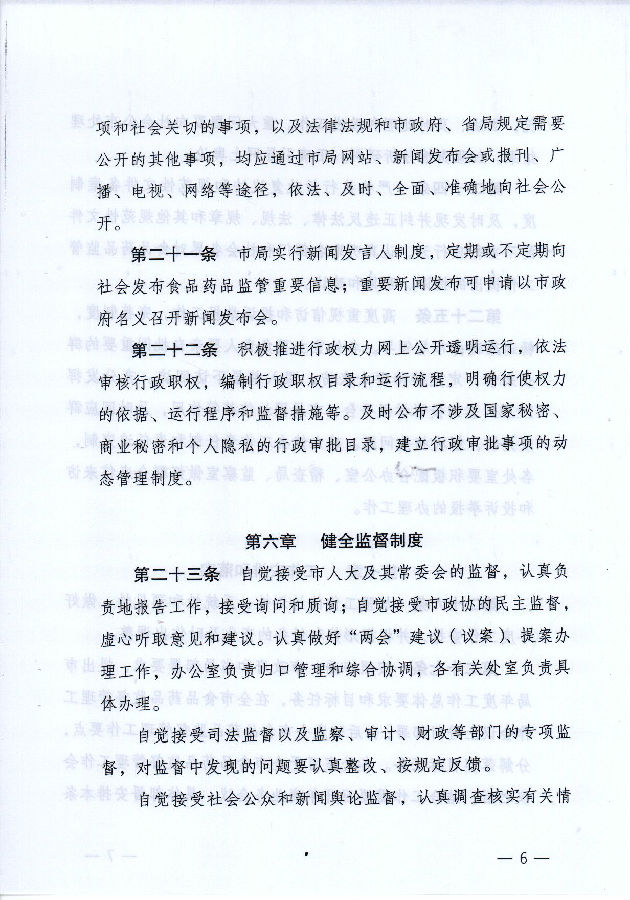 项和社会关切的事项，以及法律法规和市政府、省局规定需要
公开的其他事项，均应通过市局网站、新闻发布会或报刊、广
播、电视、网络等途径，依法、及时、全面、准确地向社会公
开。
第二十一条　市局实行新闻发言人制度，定期或不定期向
社会发布食品药品监管重要信息；重要新闻发布可申请以市政
府名义召开新闻发布会。
第二十二条　积极推进行政权力网上公开透明运行，依法
审核行政职权，编制行政职权目录和运行流程，明确行使权力
的依据、运行程序和监督措施等。及时公布不涉及国家秘密、
商业秘密和个人隐私的行政审批目录，建立行政审批事项的动
态管理制度。
第六章　健全监督制度
第二十三条　自觉接受市人大及其常委会的监督，认真负
责地报告工作，接受询问和质询；自觉接受市政协的民主监督，
虚心听取意见和建议。认真做好“两会”建议（议案）、提案办
理工作，办公室负责归口管理和综合协调，各有关处室负责具
体办理。
自觉接受司法监督以及监察、审计、财政等部门的专项监
督，对监督中发现的问题要认真整改、按规定反馈。
自觉接受社会公众和新闻舆论监督，认真调查核实有关情
— 6 —